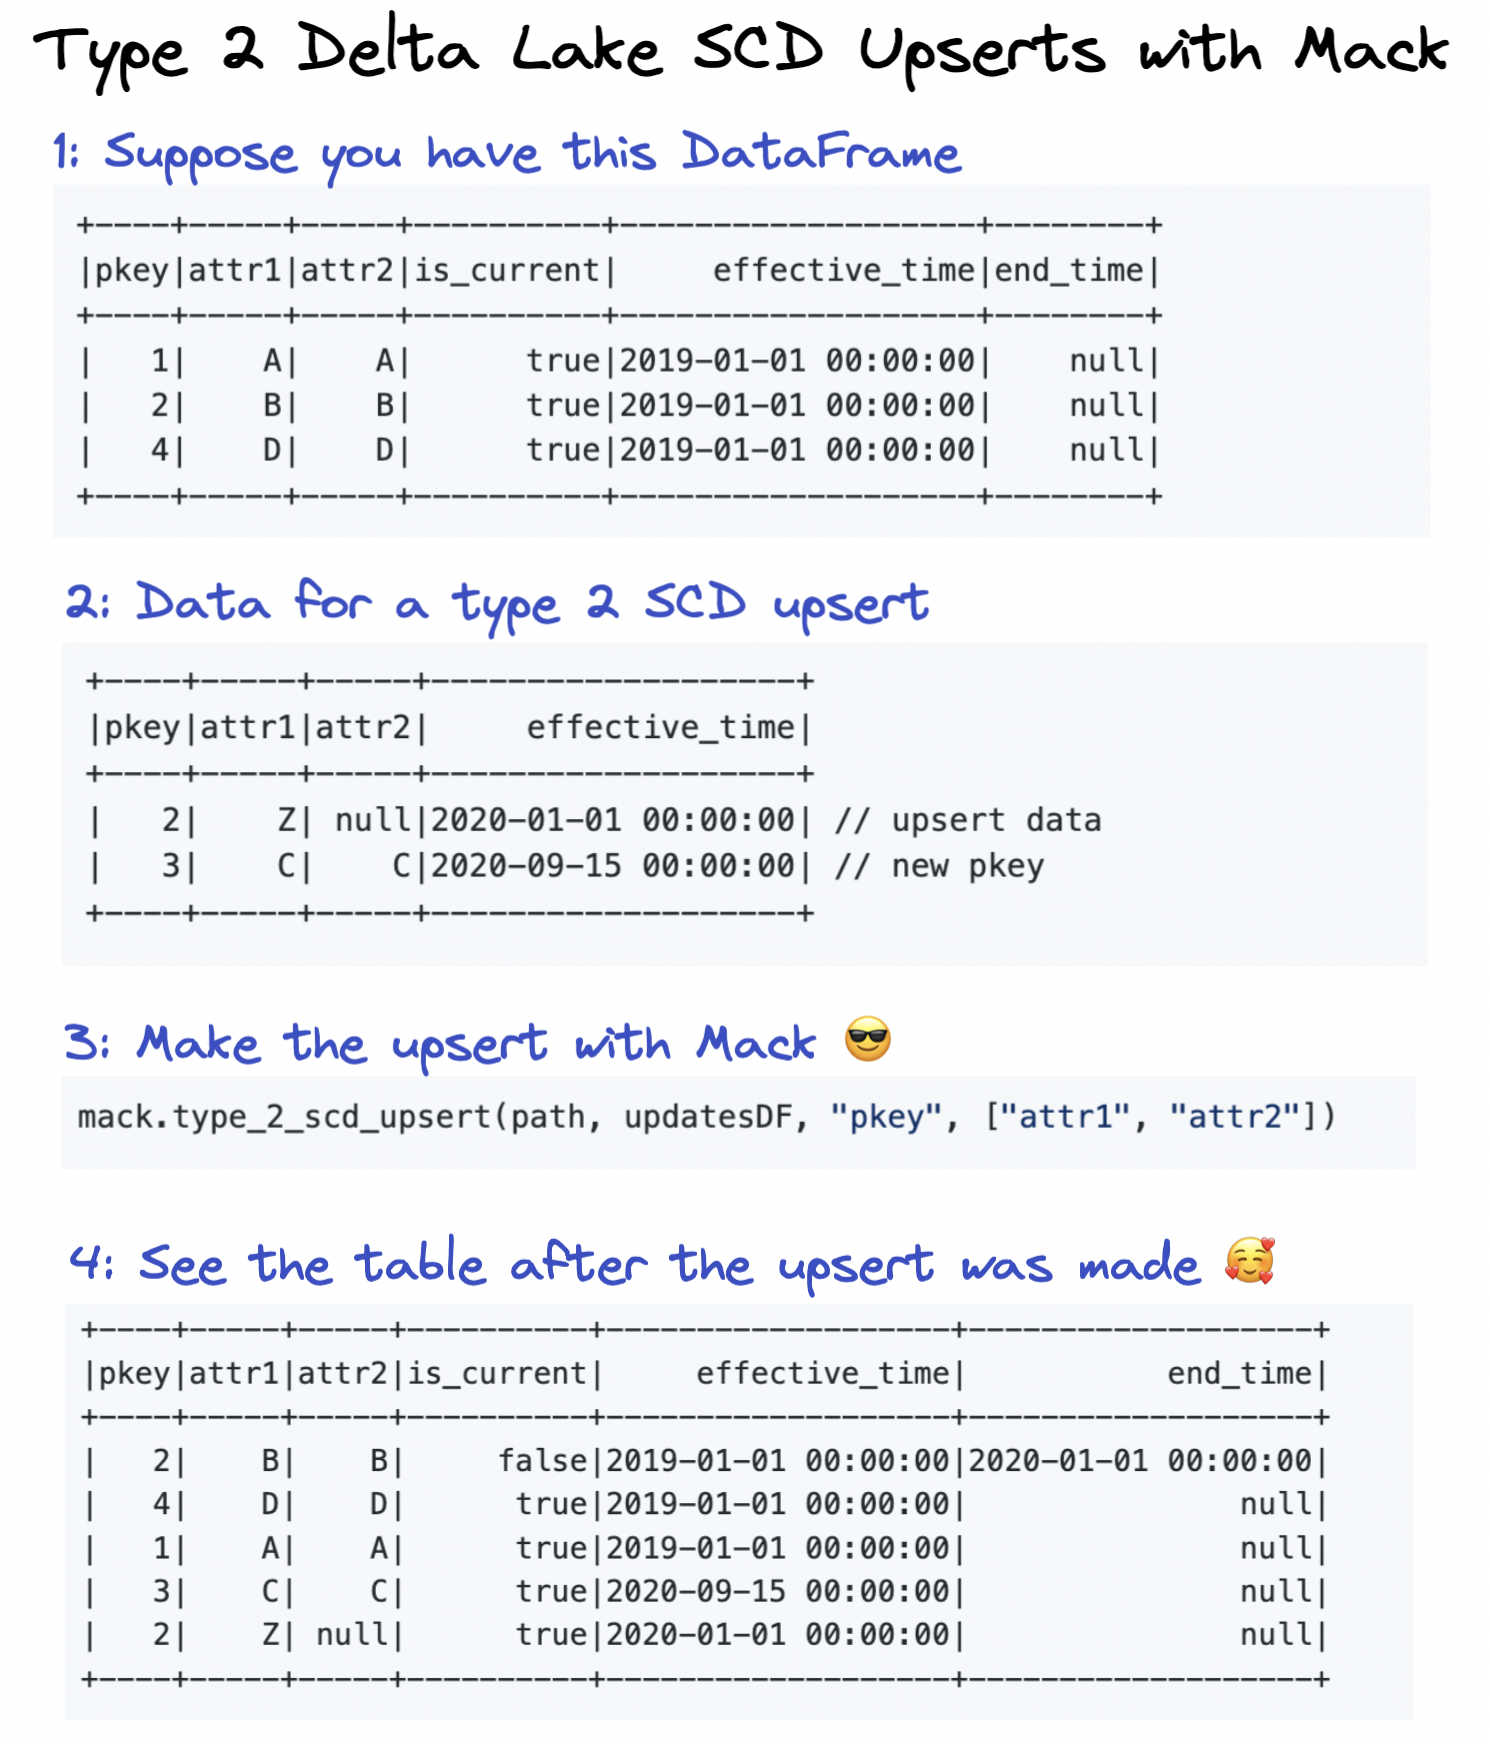 Type 2 Delta Lake SCD Upserts with Mack
1: Suppose you have this DataFrame
+----+-----+-----+----------+-------------------+--------+
|pkey|attr1|attr2|is_current|     effective_time|end_time|
+----+-----+-----+----------+-------------------+--------+
|   1|    A|    A|      true|2019-01-01 00:00:00|    null|
|   2|    B|    B|      true|2019-01-01 00:00:00|    null|
|   4|    D|    D|      true|2019-01-01 00:00:00|    null|
+----+-----+-----+----------+-------------------+--------+
2: Data for a type 2 SCD upsert
+----+-----+-----+-------------------+
|pkey|attr1|attr2|     effective_time|
+----+-----+-----+-------------------+
|   2|    Z| null|2020-01-01 00:00:00| // upsert data
|   3|    C|    C|2020-09-15 00:00:00| // new pkey
+----+-----+-----+-------------------+
3: Make the upsert with Mack 😎
mack.type_2_scd_upsert(path, updatesDF, "pkey", ["attr1", "attr2"])
4: See the table after the upsert was made 🥰
+----+-----+-----+----------+-------------------+-------------------+
|pkey|attr1|attr2|is_current|     effective_time|           end_time|
+----+-----+-----+----------+-------------------+-------------------+
|   2|    B|    B|     false|2019-01-01 00:00:00|2020-01-01 00:00:00|
|   4|    D|    D|      true|2019-01-01 00:00:00|               null|
|   1|    A|    A|      true|2019-01-01 00:00:00|               null|
|   3|    C|    C|      true|2020-09-15 00:00:00|               null|
|   2|    Z| null|      true|2020-01-01 00:00:00|               null|
+----+-----+-----+----------+-------------------+-------------------+